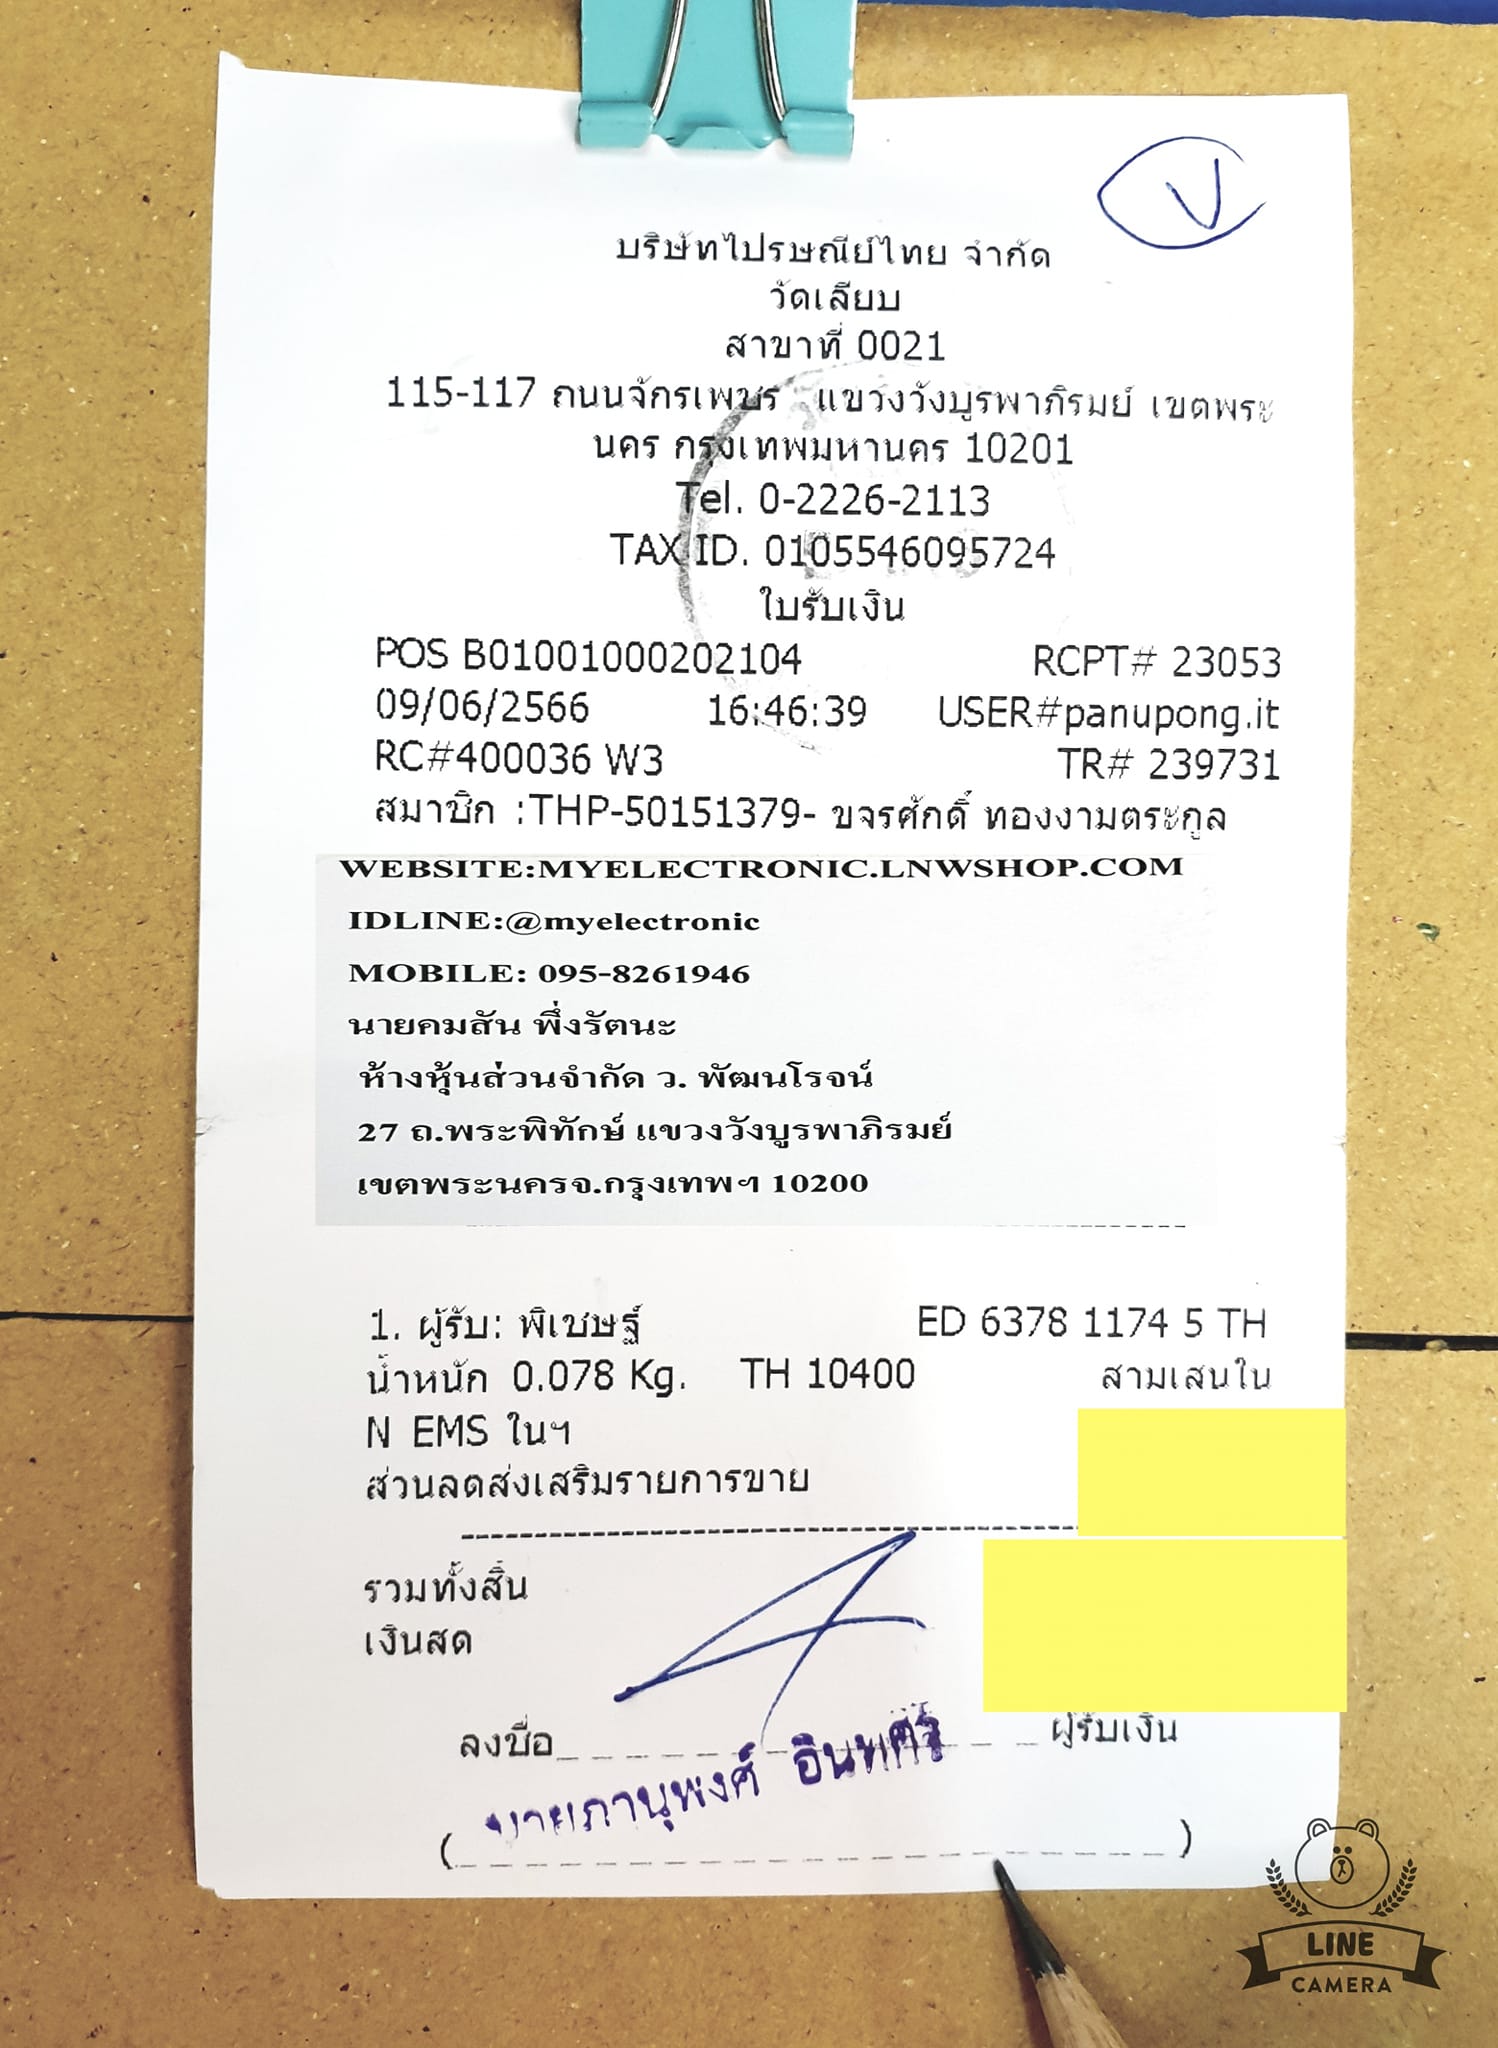 V
บริษัทไปรษณีย์ไทย จำกัด
วัดเลียบ
สาขาที่ 0021
115-117 ถนนจักรเพชร แขวงวังบูรพาภิรมย์ เขตพระ
นคร กรุงเทพมหานคร 10201
Tel. 0-2226-2113
TAX ID. 0105546095724
ใบรับเงิน
POS B01001000202104 RCPT# 23053
09/06/2566 16:46:39 USER#panupong.it
RC#400036 W3 TR# 239731
สมาชิก :THP-50151379- ขจรศักดิ์ ทองงามตระกูล
WEBSITE:MYELECTRONIC.LNWSHOP.COM
IDLINE:@myelectronic
MOBILE: 095-8261946
นายคมสัน พึ่งรัตนะ
ห้างหุ้นส่วนจำกัด ว. พัฒนโรจน์
27 ถ.พระพิทักษ์ แขวงวังบูรพาภิรมย์
เขตพระนครจ.กรุงเทพฯ 10200
1. ผู้รับ: พิเชษฐ์ ED 6378 1174 5 TH
น้ำหนัก 0.078 Kg. TH 10400 สามเสนใน
N EMS ในฯ
ส่วนลดส่งเสริมรายการขาย
รวมทั้งสิ้น
เงินสด
ลงชื่อ ผู้รับเงิน
นายภานุพงศ์ อินทศิริ
( )
LINE
CAMERA